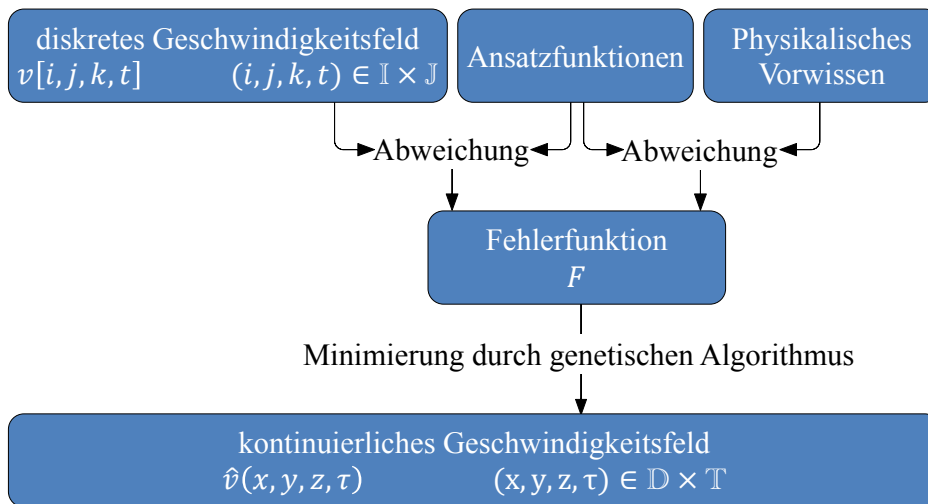 diskretes Geschwindigkeitsfeld
v[i, j, k, t] (i, j, k, t) ∈ 𝕀 × 𝕁
Ansatzfunktionen
Physikalisches
Vorwissen
Abweichung
Abweichung
Fehlerfunktion
F
Minimierung durch genetischen Algorithmus
kontinuierliches Geschwindigkeitsfeld
v̂(x, y, z, τ) (x, y, z, τ) ∈ 𝔻 × 𝕋